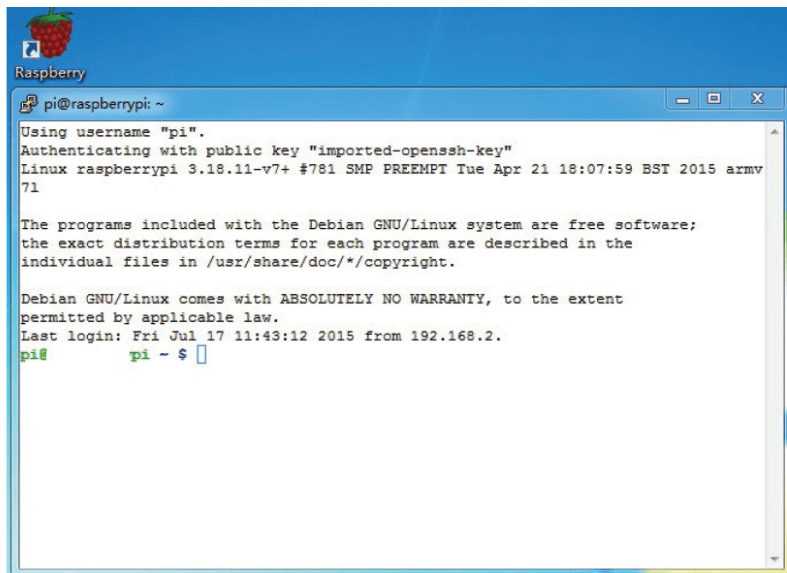 Raspberry
pi@raspberrypi: ~
Using username "pi".
Authenticating with public key "imported-openssh-key"
Linux raspberrypi 3.18.11-v7+ #781 SMP PREEMPT Tue Apr 21 18:07:59 BST 2015 armv
7l

The programs included with the Debian GNU/Linux system are free software;
the exact distribution terms for each program are described in the
individual files in /usr/share/doc/*/copyright.

Debian GNU/Linux comes with ABSOLUTELY NO WARRANTY, to the extent
permitted by applicable law.
Last login: Fri Jul 17 11:43:12 2015 from 192.168.2.
pi@ pi ~ $